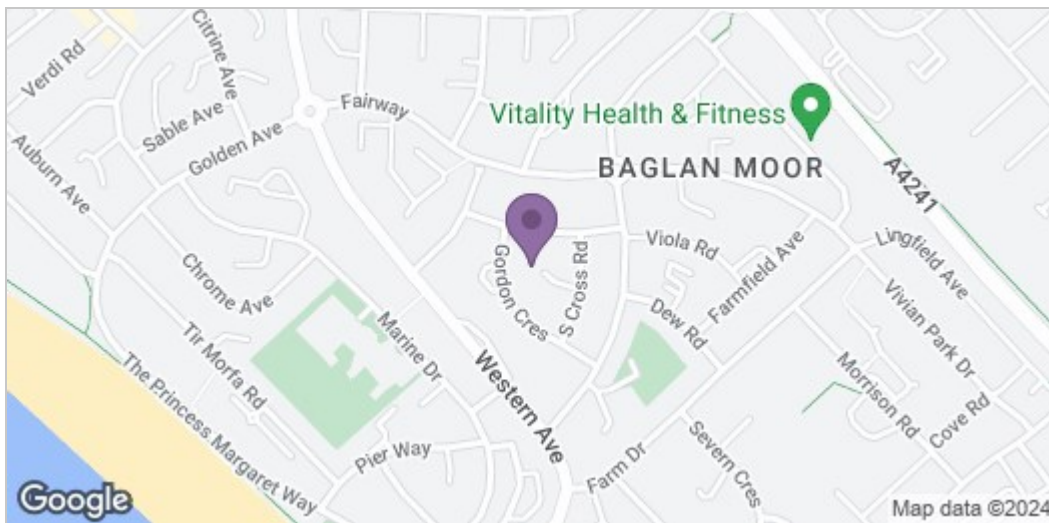 Verdi Rd
Citrine Ave
Sable Ave
Golden Ave
Auburn Ave
Fairway
Vitality Health & Fitness
BAGLAN MOOR
A4241
Lingfield Ave
Viola Rd
Farmfield Ave
Gordon Cres
S Cross Rd
Dew Rd
Vivian Park Dr
Chrome Ave
Marine Dr
Tir Morfa Rd
The Princess Margaret Way
Western Ave
Morrison Rd
Cove Rd
Pier Way
Farm Dr
Severn Cres
Google
Map data ©2024